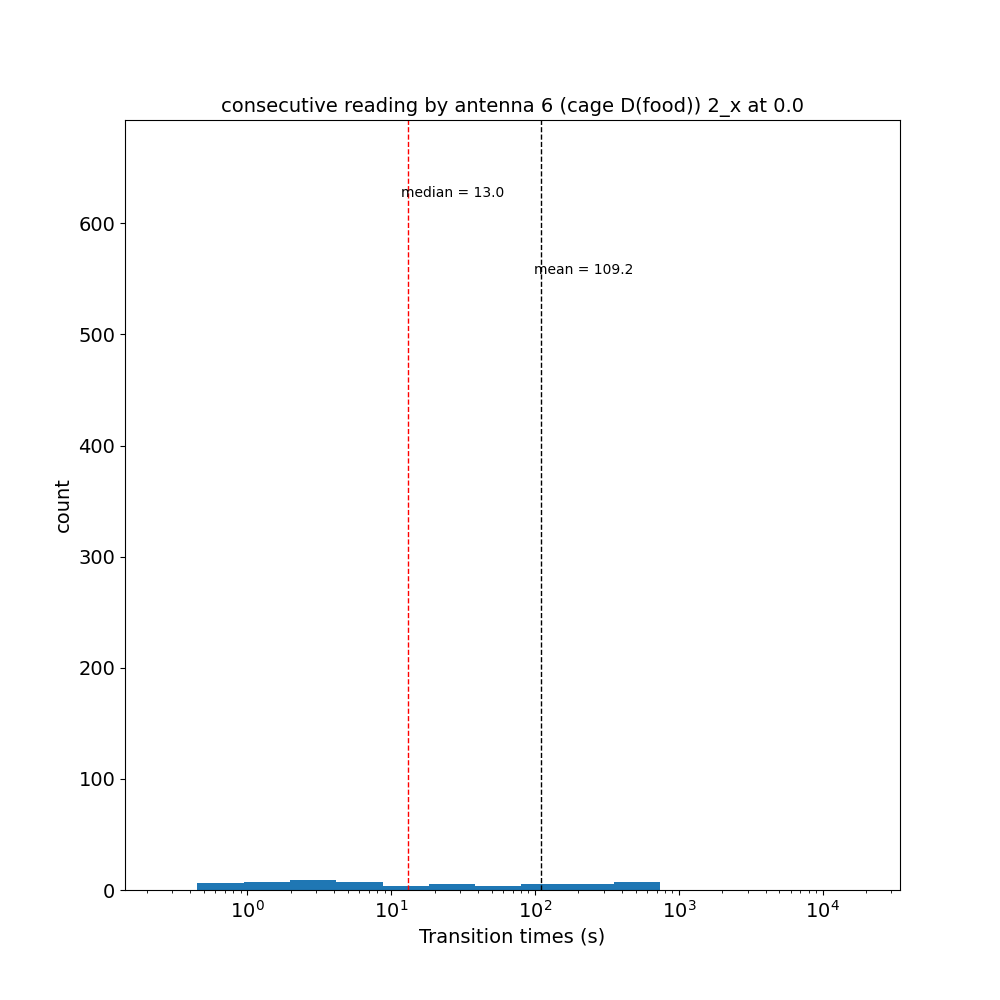 consecutive reading by antenna 6 (cage D(food)) 2_x at 0.0
median = 13.0
mean = 109.2
600
500
400
300
200
100
0
count
10⁰ 10¹ 10² 10³ 10⁴
Transition times (s)